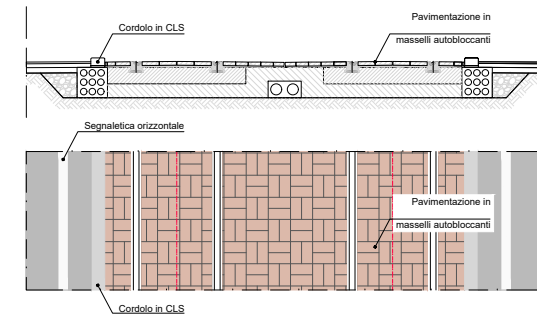 Cordolo in CLS
Pavimentazione in
masselli autobloccanti
Segnaletica orizzontale
Pavimentazione in
masselli autobloccanti
Cordolo in CLS